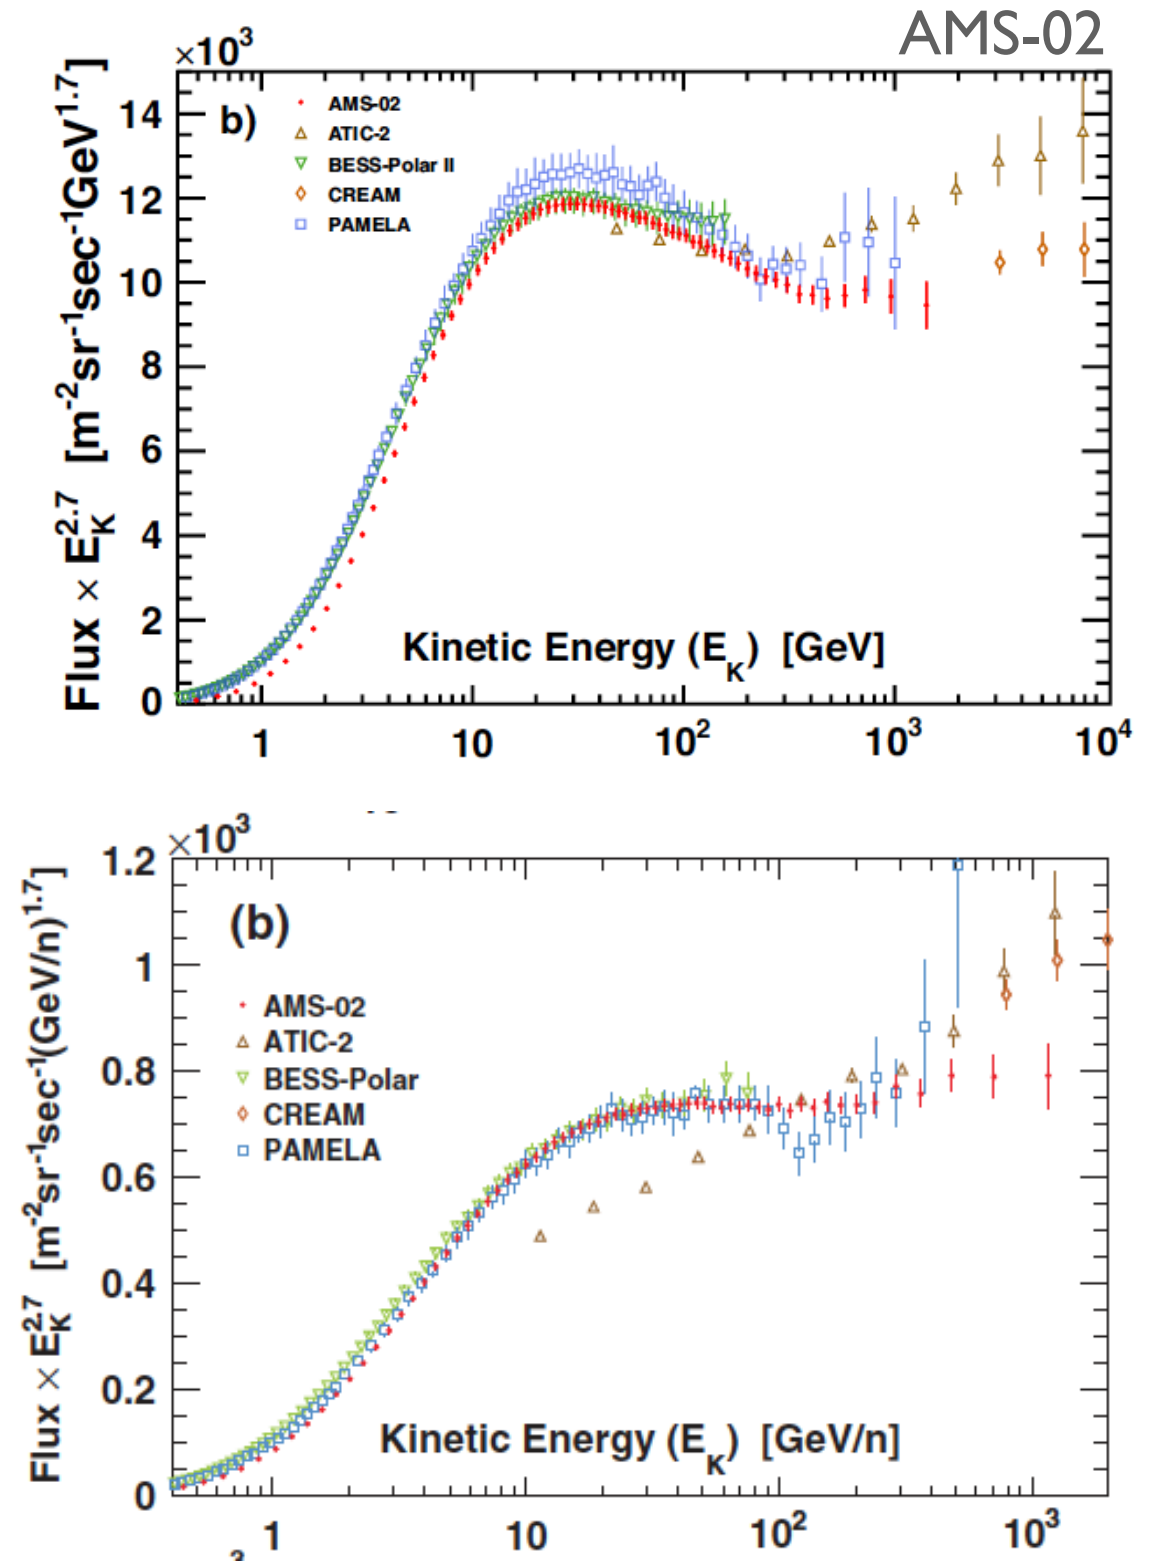 AMS-02
×10³
Flux × E_K^2.7 [m⁻²sr⁻¹sec⁻¹GeV^1.7]
b)
AMS-02
ATIC-2
BESS-Polar II
CREAM
PAMELA
14
12
10
8
6
4
2
0
Kinetic Energy (E_K) [GeV]
1 10 10² 10³ 10⁴
×10³
Flux × E_K^2.7 [m⁻²sr⁻¹sec⁻¹(GeV/n)^1.7]
1.2
(b)
1
AMS-02
ATIC-2
BESS-Polar
CREAM
PAMELA
0.8
0.6
0.4
0.2
0
Kinetic Energy (E_K) [GeV/n]
1 10 10² 10³